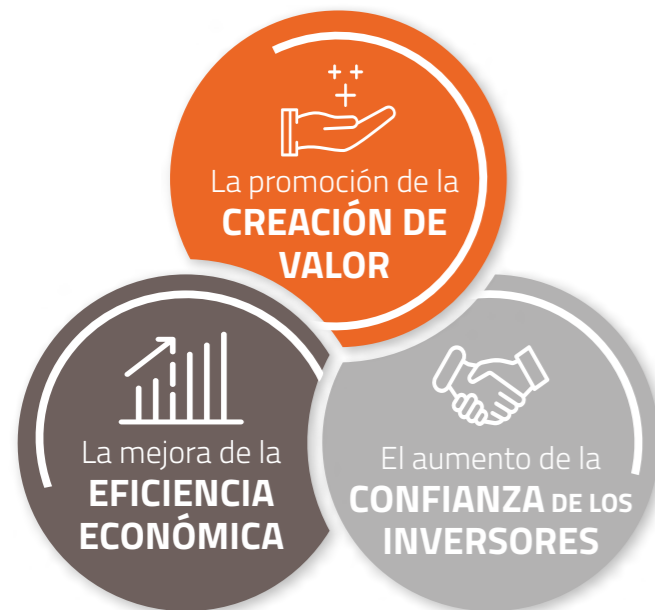 La promoción de la
CREACIÓN DE
VALOR
La mejora de la
EFICIENCIA
ECONÓMICA
El aumento de la
CONFIANZA DE LOS
INVERSORES